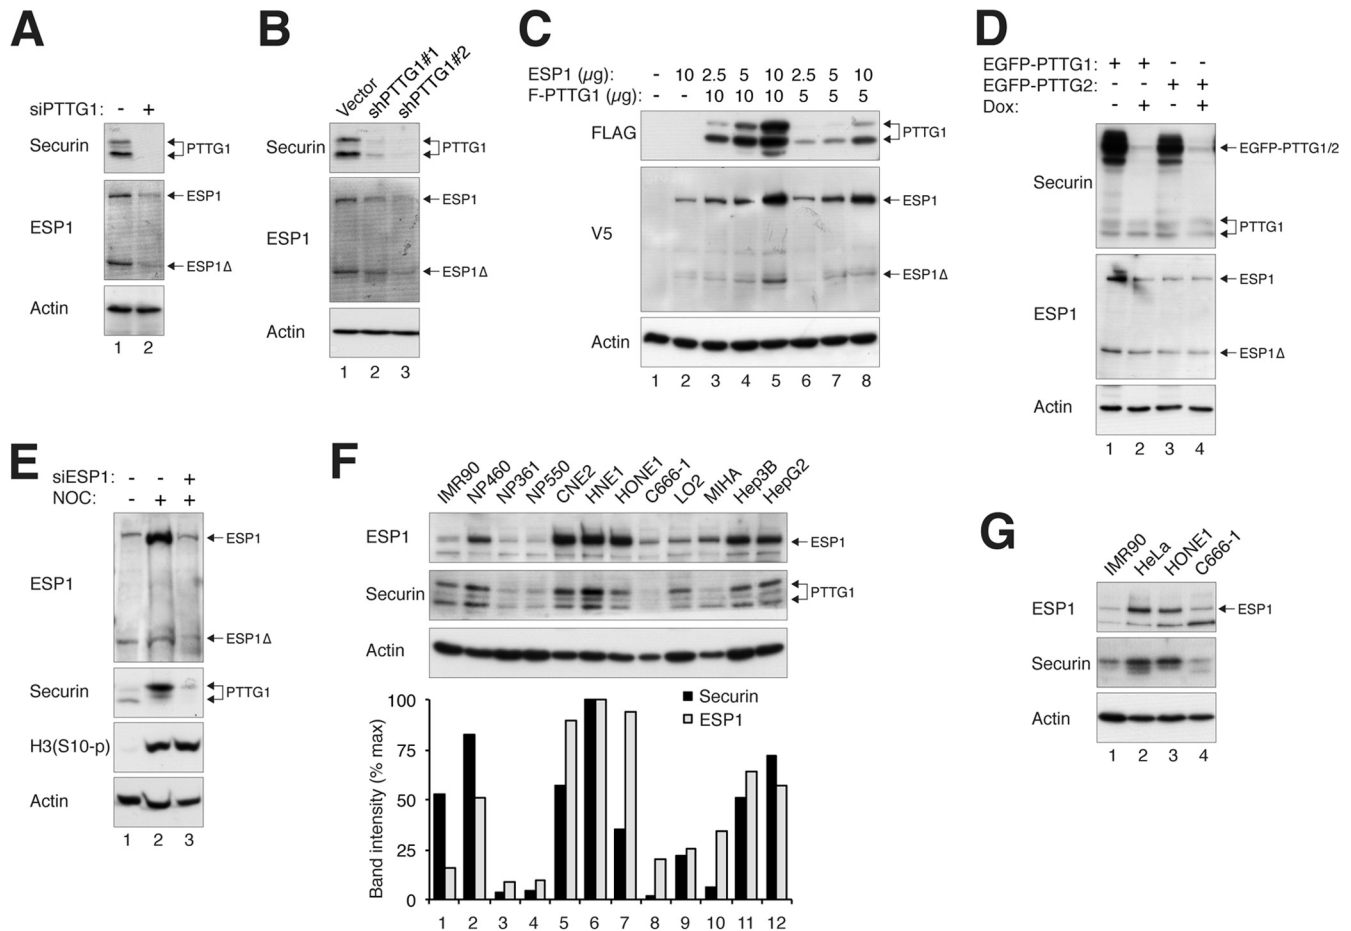 A
siPTTG1: - +
Securin
PTTG1
ESP1
ESP1
ESP1Δ
Actin
1 2
B
Vector
shPTTG1#1
shPTTG1#2
Securin
PTTG1
ESP1
ESP1
ESP1Δ
Actin
1 2 3
C
ESP1 (µg): - 10 2.5 5 10 2.5 5 10
F-PTTG1 (µg): - - 10 10 10 5 5 5
FLAG
PTTG1
V5
ESP1
ESP1Δ
Actin
1 2 3 4 5 6 7 8
D
EGFP-PTTG1: + + - -
EGFP-PTTG2: - - + +
Dox: - + - +
Securin
EGFP-PTTG1/2
PTTG1
ESP1
ESP1
ESP1Δ
Actin
1 2 3 4
E
siESP1: - - +
NOC: - + +
ESP1
ESP1
ESP1Δ
Securin
PTTG1
H3(S10-p)
Actin
1 2 3
F
IMR90
NP460
NP361
NP550
CNE2
HNE1
HONE1
C666-1
LO2
MIHA
Hep3B
HepG2
ESP1
ESP1
Securin
PTTG1
Actin
Band intensity (% max)
100
75
50
25
0
Securin
ESP1
1 2 3 4 5 6 7 8 9 10 11 12
G
IMR90
HeLa
HONE1
C666-1
ESP1
ESP1
Securin
Actin
1 2 3 4